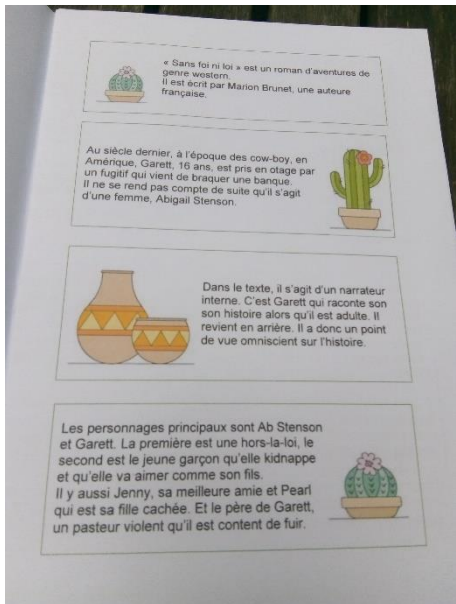 « Sans foi ni loi » est un roman d'aventures de
genre western.
Il est écrit par Marion Brunet, une auteure
française.
Au siècle dernier, à l'époque des cow-boy, en
Amérique, Garett, 16 ans, est pris en otage par
un fugitif qui vient de braquer une banque.
Il ne se rend pas compte de suite qu'il s'agit
d'une femme, Abigail Stenson.
Dans le texte, il s'agit d'un narrateur
interne. C'est Garett qui raconte son
son histoire alors qu'il est adulte. Il
revient en arrière. Il a donc un point
de vue omniscient sur l'histoire.
Les personnages principaux sont Ab Stenson
et Garett. La première est une hors-la-loi, le
second est le jeune garçon qu'elle kidnappe
et qu'elle va aimer comme son fils.
Il y aussi Jenny, sa meilleure amie et Pearl
qui est sa fille cachée. Et le père de Garett,
un pasteur violent qu'il est content de fuir.